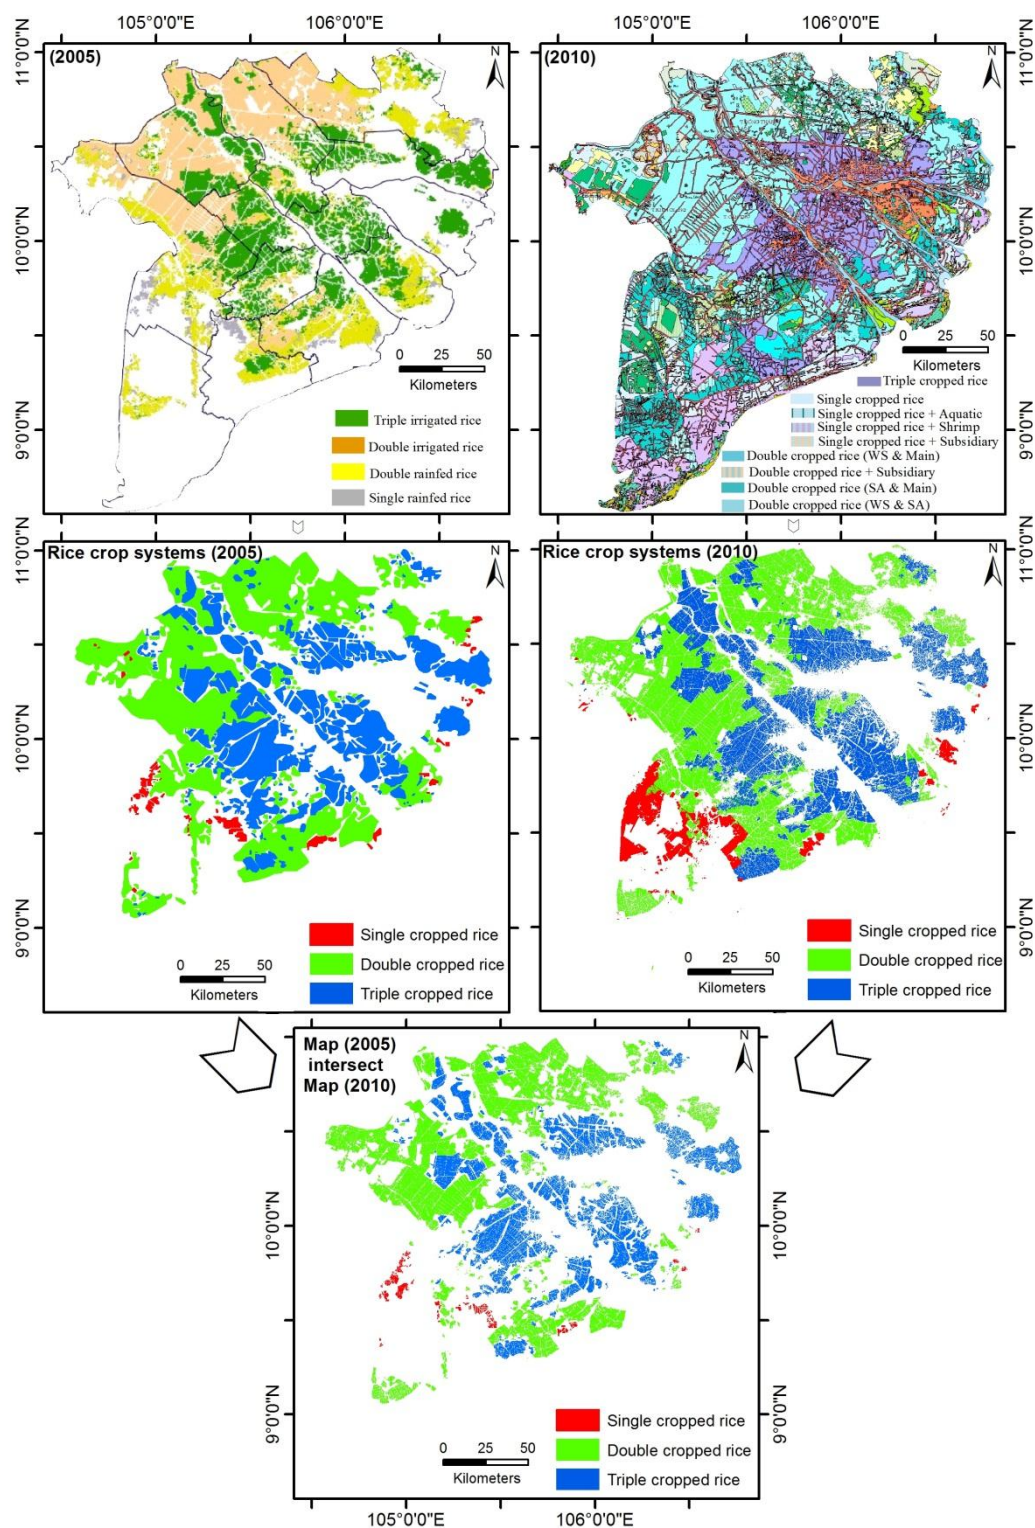 105°0'0"E 106°0'0"E 105°0'0"E 106°0'0"E
11°0'0"N
10°0'0"N
9°0'0"N
(2005)
N
0 25 50
Kilometers
Triple irrigated rice
Double irrigated rice
Double rainfed rice
Single rainfed rice
(2010)
N
0 25 50
Kilometers
Triple cropped rice
Single cropped rice
Single cropped rice + Aquatic
Single cropped rice + Shrimp
Single cropped rice + Subsidiary
Double cropped rice (WS & Main)
Double cropped rice + Subsidiary
Double cropped rice (SA & Main)
Double cropped rice (WS & SA)
11°0'0"N
10°0'0"N
9°0'0"N
Rice crop systems (2005)
N
11°0'0"N
10°0'0"N
9°0'0"N
0 25 50
Kilometers
Single cropped rice
Double cropped rice
Triple cropped rice
Rice crop systems (2010)
N
0 25 50
Kilometers
Single cropped rice
Double cropped rice
Triple cropped rice
11°0'0"N
10°0'0"N
9°0'0"N
Map (2005)
intersect
Map (2010)
N
10°0'0"N
9°0'0"N
10°0'0"N
9°0'0"N
0 25 50
Kilometers
Single cropped rice
Double cropped rice
Triple cropped rice
105°0'0"E 106°0'0"E